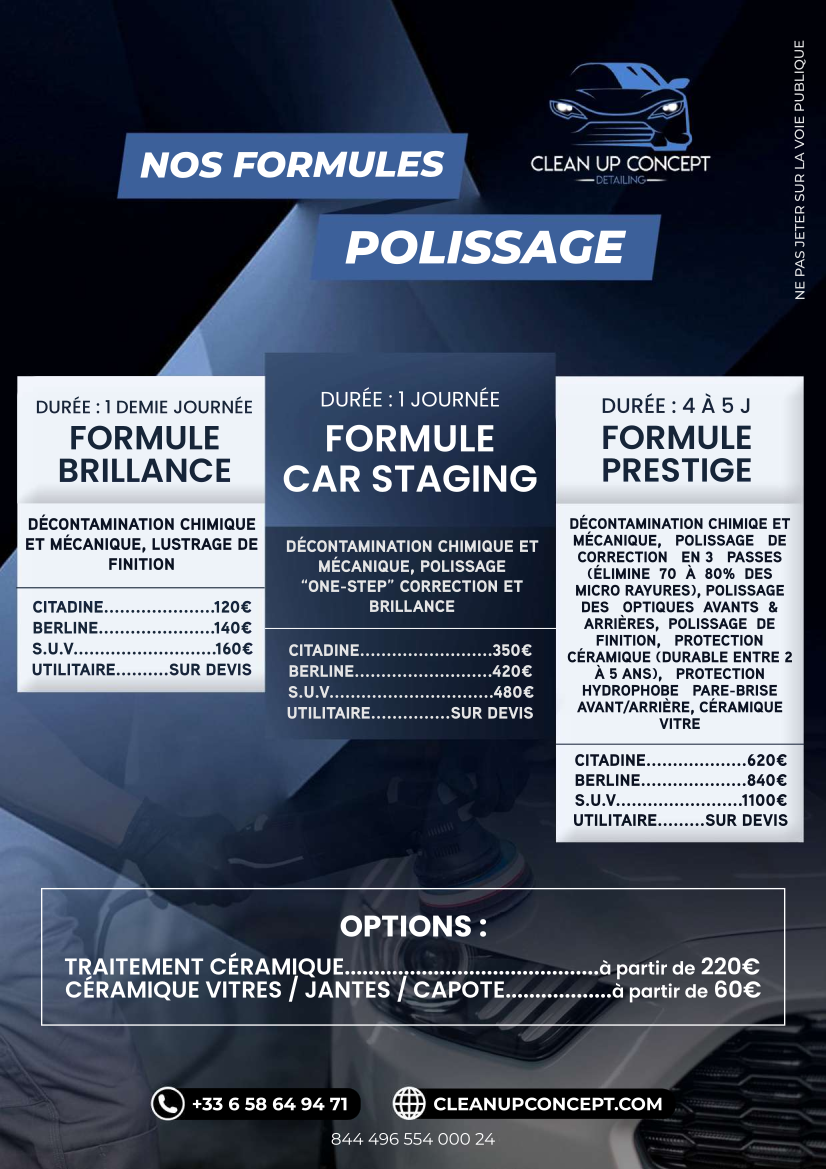 NE PAS JETER SUR LA VOIE PUBLIQUE
CLEAN UP CONCEPT
DETAILING
NOS FORMULES
POLISSAGE
DURÉE : 1 DEMIE JOURNÉE
FORMULE
BRILLANCE
DÉCONTAMINATION CHIMIQUE
ET MÉCANIQUE, LUSTRAGE DE
FINITION
CITADINE.....................120€
BERLINE......................140€
S.U.V...........................160€
UTILITAIRE..........SUR DEVIS
DURÉE : 1 JOURNÉE
FORMULE
CAR STAGING
DÉCONTAMINATION CHIMIQUE ET
MÉCANIQUE, POLISSAGE
“ONE-STEP” CORRECTION ET
BRILLANCE
CITADINE.........................350€
BERLINE..........................420€
S.U.V...............................480€
UTILITAIRE...............SUR DEVIS
DURÉE : 4 À 5 J
FORMULE
PRESTIGE
DÉCONTAMINATION CHIMIQE ET
MÉCANIQUE, POLISSAGE DE
CORRECTION EN 3 PASSES
(ÉLIMINE 70 À 80% DES
MICRO RAYURES), POLISSAGE
DES OPTIQUES AVANTS &
ARRIÈRES, POLISSAGE DE
FINITION, PROTECTION
CÉRAMIQUE (DURABLE ENTRE 2
À 5 ANS), PROTECTION
HYDROPHOBE PARE-BRISE
AVANT/ARRIÈRE, CÉRAMIQUE
VITRE
CITADINE...................620€
BERLINE....................840€
S.U.V........................1100€
UTILITAIRE.........SUR DEVIS
OPTIONS :
TRAITEMENT CÉRAMIQUE...........................................à partir de 220€
CÉRAMIQUE VITRES / JANTES / CAPOTE..................à partir de 60€
+33 6 58 64 94 71
CLEANUPCONCEPT.COM
844 496 554 000 24